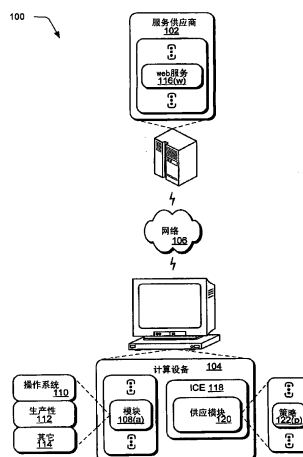 100
服务供应商
102
web服务
116(w)
网络
106
计算设备
104
操作系统
110
生产性
112
其它
114
模块
108(a)
ICE 118
供应模块
120
策略
122(p)